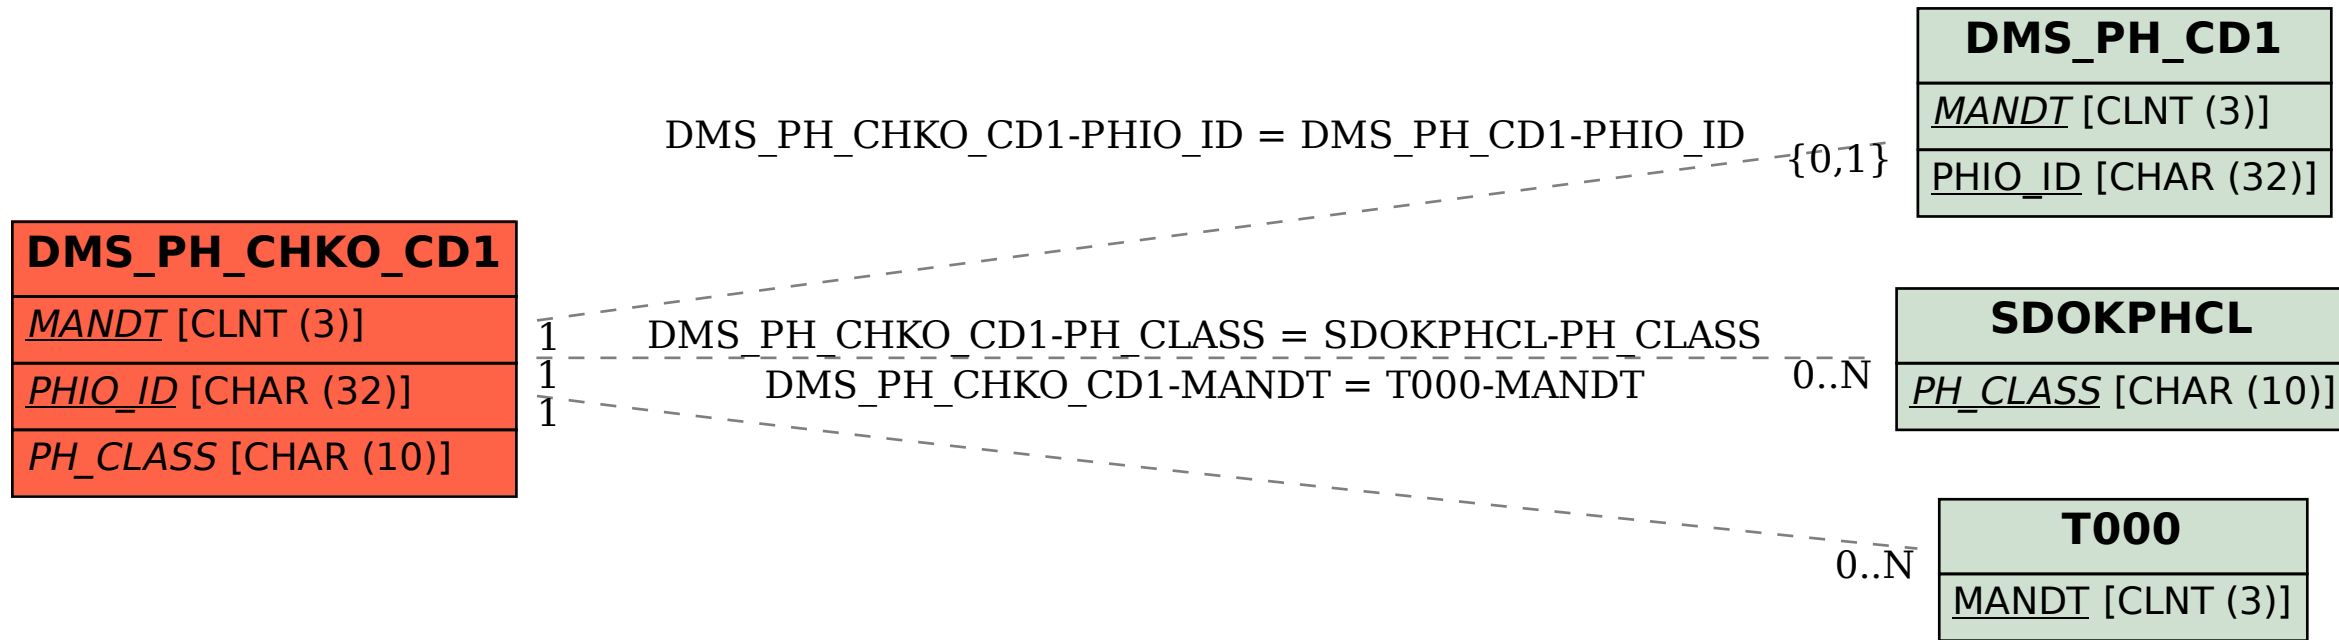 DMS_PH_CD1
MANDT [CLNT (3)]
PHIO_ID [CHAR (32)]
DMS_PH_CHKO_CD1-PHIO_ID = DMS_PH_CD1-PHIO_ID
{0,1}
DMS_PH_CHKO_CD1
MANDT [CLNT (3)]
PHIO_ID [CHAR (32)]
PH_CLASS [CHAR (10)]
1
1
1
DMS_PH_CHKO_CD1-PH_CLASS = SDOKPHCL-PH_CLASS
DMS_PH_CHKO_CD1-MANDT = T000-MANDT
0..N
SDOKPHCL
PH_CLASS [CHAR (10)]
0..N
T000
MANDT [CLNT (3)]